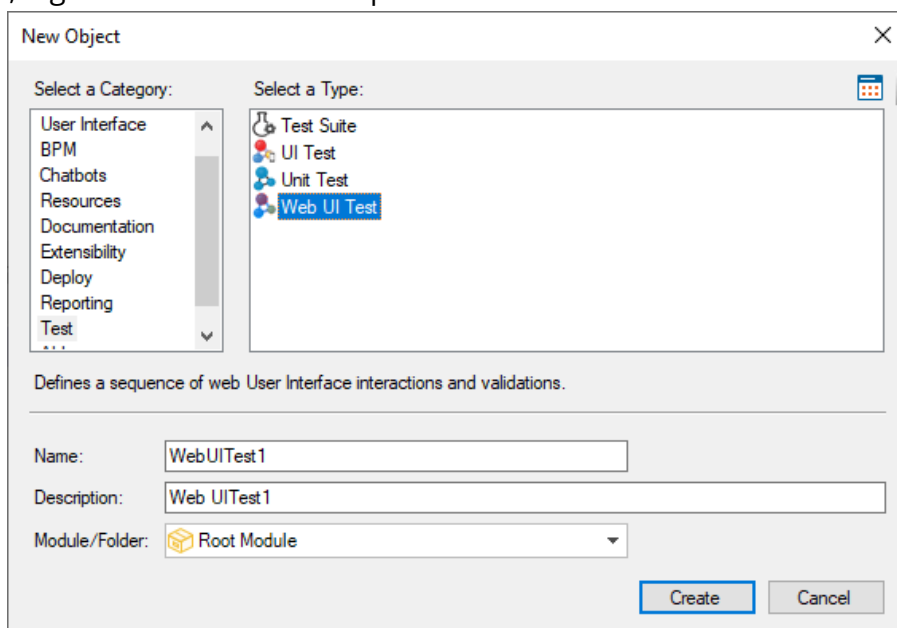 New Object
Select a Category:
Select a Type:
User Interface
BPM
Chatbots
Resources
Documentation
Extensibility
Deploy
Reporting
Test
Test Suite
UI Test
Unit Test
Web UI Test
Defines a sequence of web User Interface interactions and validations.
Name:
WebUITest1
Description:
Web UITest1
Module/Folder:
Root Module
Create
Cancel